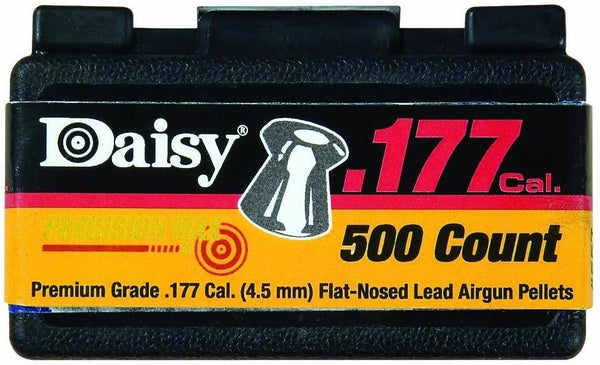 Daisy®
.177 Cal.
PRECISION MAX
500 Count
Premium Grade .177 Cal. (4.5 mm) Flat-Nosed Lead Airgun Pellets